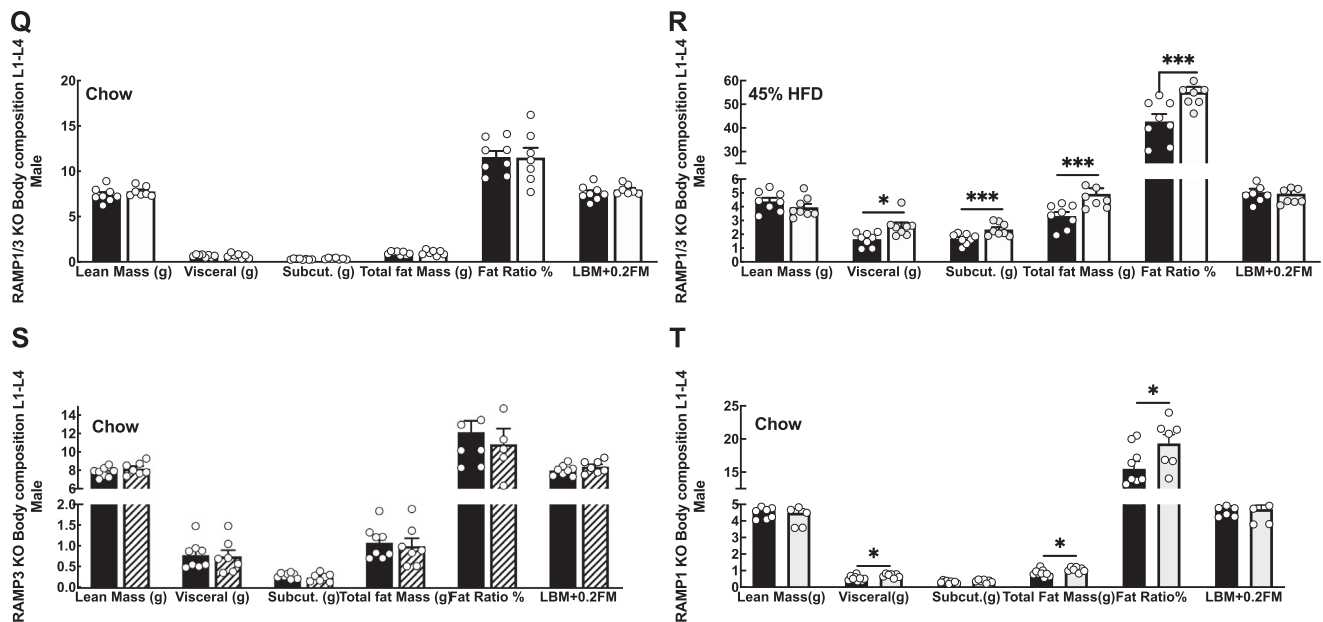 Q
RAMP1/3 KO Body composition L1-L4
Male
Chow
20
15
10
5
0
Lean Mass (g) Visceral (g) Subcut. (g) Total fat Mass (g) Fat Ratio % LBM+0.2FM
R
RAMP1/3 KO Body composition L1-L4
Male
45% HFD
60
50
40
30
6
5
4
3
2
1
0
* *** *** ***
Lean Mass (g) Visceral (g) Subcut. (g) Total fat Mass (g) Fat Ratio % LBM+0.2FM
S
RAMP3 KO Body composition L1-L4
Male
Chow
14
12
10
8
6
2.0
1.5
1.0
0.5
0.0
Lean Mass (g) Visceral (g) Subcut. (g) Total fat Mass (g) Fat Ratio % LBM+0.2FM
T
RAMP1 KO Body composition L1-L4
Male
Chow
25
20
15
5
4
3
2
1
0
* * *
Lean Mass(g) Visceral(g) Subcut.(g) Total Fat Mass(g) Fat Ratio% LBM+0.2FM